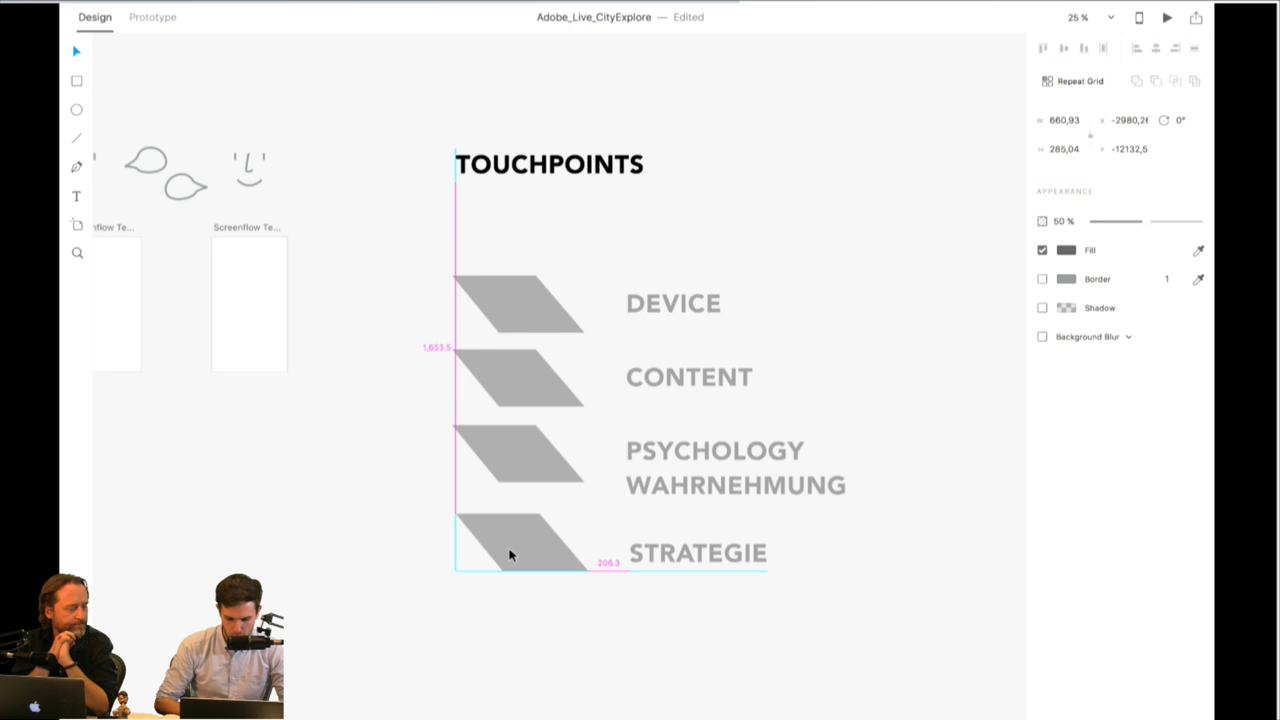 Design Prototype
Adobe_Live_CityExplore — Edited
25 %
Repeat Grid
W 660,93 X -2980,2 0°
H 285,04 Y -12132,5
APPEARANCE
50 %
Fill
Border 1
Shadow
Background Blur
nflow Te...
Screenflow Te...
TOUCHPOINTS
DEVICE
1,653.5
CONTENT
PSYCHOLOGY
WAHRNEHMUNG
STRATEGIE
206.3
T